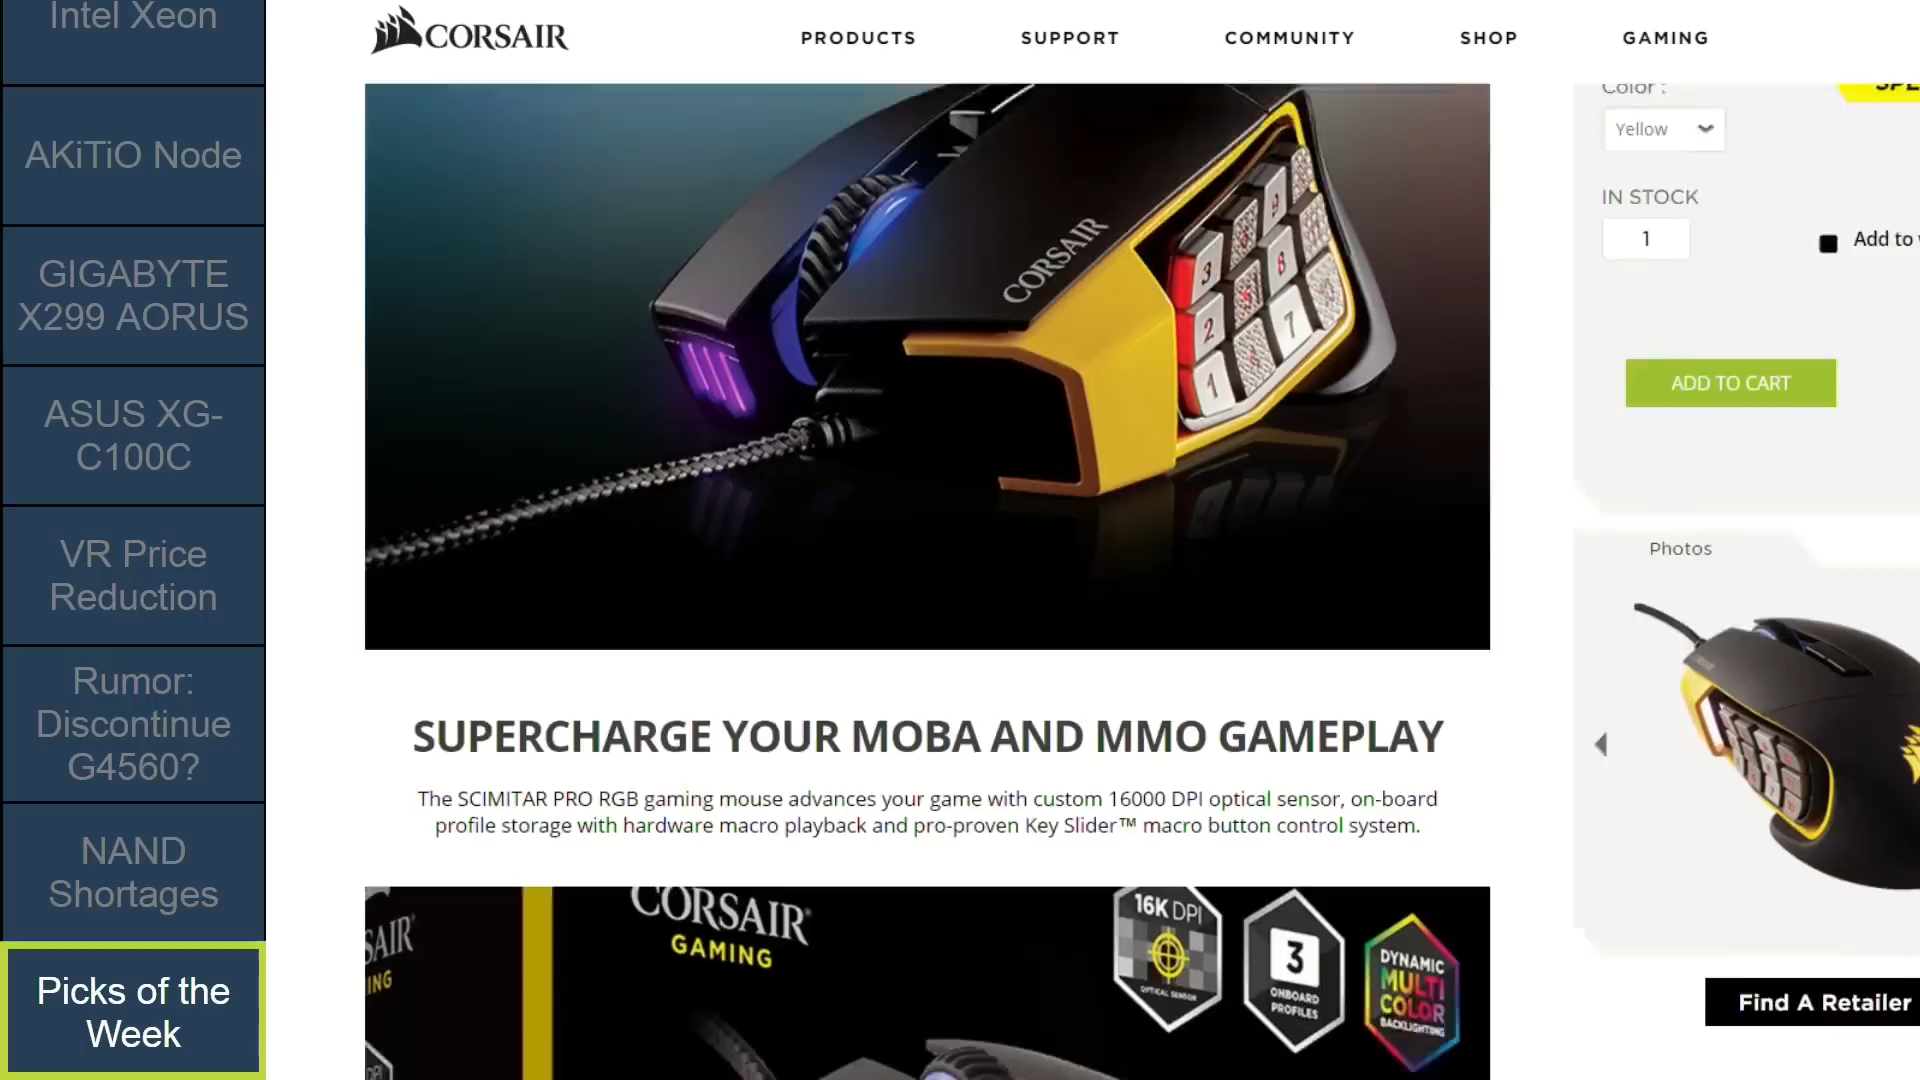 Intel Xeon
AKiTiO Node
GIGABYTE
X299 AORUS
ASUS XG-
C100C
VR Price
Reduction
Rumor:
Discontinue
G4560?
NAND
Shortages
Picks of the
Week
CORSAIR
PRODUCTS
SUPPORT
COMMUNITY
SHOP
GAMING
CORSAIR
3
2
1
9
8
7
Color :
Yellow
IN STOCK
1
Add to
ADD TO CART
Photos
Find A Retailer
SUPERCHARGE YOUR MOBA AND MMO GAMEPLAY
The SCIMITAR PRO RGB gaming mouse advances your game with custom 16000 DPI optical sensor, on-board
profile storage with hardware macro playback and pro-proven Key Slider™ macro button control system.
CORSAIR
GAMING
16K DPI
OPTICAL SENSOR
3
ONBOARD
PROFILES
DYNAMIC
MULTI
COLOR
BACKLIGHTING